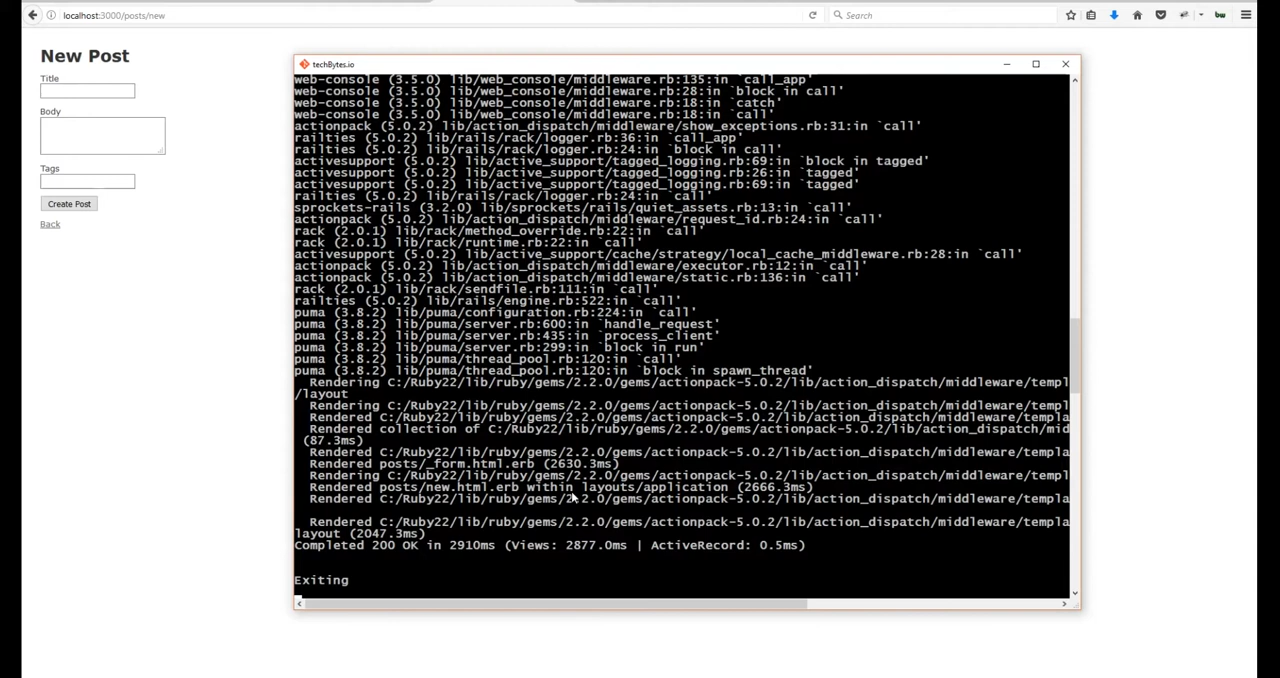 localhost:3000/posts/new
Search
bw
New Post
Title
Body
Tags
Create Post
Back
techBytes.io
web-console (3.5.0) lib/web_console/middleware.rb:135:in `call_app'
web-console (3.5.0) lib/web_console/middleware.rb:28:in `block in call'
web-console (3.5.0) lib/web_console/middleware.rb:18:in `catch'
web-console (3.5.0) lib/web_console/middleware.rb:18:in `call'
actionpack (5.0.2) lib/action_dispatch/middleware/show_exceptions.rb:31:in `call'
railties (5.0.2) lib/rails/rack/logger.rb:36:in `call_app'
railties (5.0.2) lib/rails/rack/logger.rb:24:in `block in call'
activesupport (5.0.2) lib/active_support/tagged_logging.rb:69:in `block in tagged'
activesupport (5.0.2) lib/active_support/tagged_logging.rb:26:in `tagged'
activesupport (5.0.2) lib/active_support/tagged_logging.rb:69:in `tagged'
railties (5.0.2) lib/rails/rack/logger.rb:24:in `call'
sprockets-rails (3.2.0) lib/sprockets/rails/quiet_assets.rb:13:in `call'
actionpack (5.0.2) lib/action_dispatch/middleware/request_id.rb:24:in `call'
rack (2.0.1) lib/rack/method_override.rb:22:in `call'
rack (2.0.1) lib/rack/runtime.rb:22:in `call'
activesupport (5.0.2) lib/active_support/cache/strategy/local_cache_middleware.rb:28:in `call'
actionpack (5.0.2) lib/action_dispatch/middleware/executor.rb:12:in `call'
actionpack (5.0.2) lib/action_dispatch/middleware/static.rb:136:in `call'
rack (2.0.1) lib/rack/sendfile.rb:111:in `call'
railties (5.0.2) lib/rails/engine.rb:522:in `call'
puma (3.8.2) lib/puma/configuration.rb:224:in `call'
puma (3.8.2) lib/puma/server.rb:600:in `handle_request'
puma (3.8.2) lib/puma/server.rb:435:in `process_client'
puma (3.8.2) lib/puma/server.rb:299:in `block in run'
puma (3.8.2) lib/puma/thread_pool.rb:120:in `call'
puma (3.8.2) lib/puma/thread_pool.rb:120:in `block in spawn_thread'
Rendering C:/Ruby22/lib/ruby/gems/2.2.0/gems/actionpack-5.0.2/lib/action_dispatch/middleware/templ
/layout
Rendering C:/Ruby22/lib/ruby/gems/2.2.0/gems/actionpack-5.0.2/lib/action_dispatch/middleware/templ
Rendered C:/Ruby22/lib/ruby/gems/2.2.0/gems/actionpack-5.0.2/lib/action_dispatch/middleware/templa
Rendered collection of C:/Ruby22/lib/ruby/gems/2.2.0/gems/actionpack-5.0.2/lib/action_dispatch/mid
(87.3ms)
Rendered C:/Ruby22/lib/ruby/gems/2.2.0/gems/actionpack-5.0.2/lib/action_dispatch/middleware/templa
Rendered posts/_form.html.erb (2630.3ms)
Rendering C:/Ruby22/lib/ruby/gems/2.2.0/gems/actionpack-5.0.2/lib/action_dispatch/middleware/templ
Rendered posts/new.html.erb within layouts/application (2666.3ms)
Rendered C:/Ruby22/lib/ruby/gems/2.2.0/gems/actionpack-5.0.2/lib/action_dispatch/middleware/templa
Rendered C:/Ruby22/lib/ruby/gems/2.2.0/gems/actionpack-5.0.2/lib/action_dispatch/middleware/templa
layout (2047.3ms)
Completed 200 OK in 2910ms (Views: 2877.0ms | ActiveRecord: 0.5ms)
Exiting